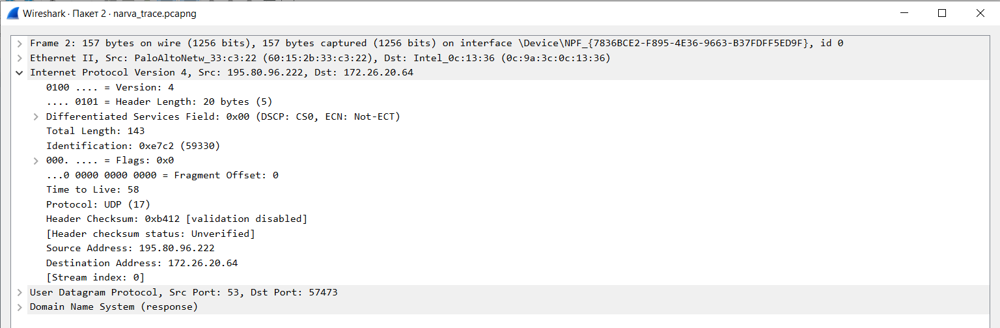 Wireshark · Пакет 2 · narva_trace.pcapng
Frame 2: 157 bytes on wire (1256 bits), 157 bytes captured (1256 bits) on interface \Device\NPF_{7836BCE2-F895-4E36-9663-B37FDFF5ED9F}, id 0
Ethernet II, Src: PaloAltoNetw_33:c3:22 (60:15:2b:33:c3:22), Dst: Intel_0c:13:36 (0c:9a:3c:0c:13:36)
Internet Protocol Version 4, Src: 195.80.96.222, Dst: 172.26.20.64
0100 .... = Version: 4
.... 0101 = Header Length: 20 bytes (5)
Differentiated Services Field: 0x00 (DSCP: CS0, ECN: Not-ECT)
Total Length: 143
Identification: 0xe7c2 (59330)
000. .... = Flags: 0x0
...0 0000 0000 0000 = Fragment Offset: 0
Time to Live: 58
Protocol: UDP (17)
Header Checksum: 0xb412 [validation disabled]
[Header checksum status: Unverified]
Source Address: 195.80.96.222
Destination Address: 172.26.20.64
[Stream index: 0]
User Datagram Protocol, Src Port: 53, Dst Port: 57473
Domain Name System (response)